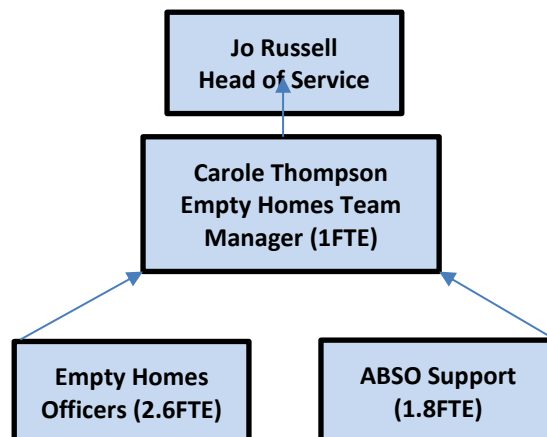 Jo Russell
Head of Service
Carole Thompson
Empty Homes Team
Manager (1FTE)
Empty Homes
Officers (2.6FTE)
ABSO Support
(1.8FTE)